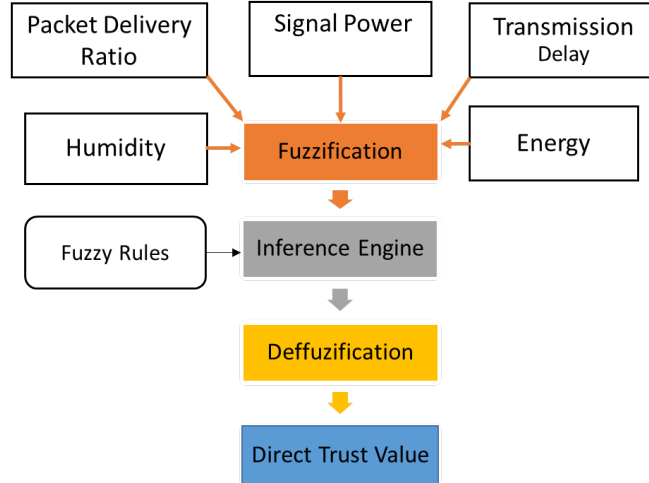 Packet Delivery
Ratio
Signal Power
Transmission
Delay
Humidity
Fuzzification
Energy
Fuzzy Rules
Inference Engine
Deffuzification
Direct Trust Value